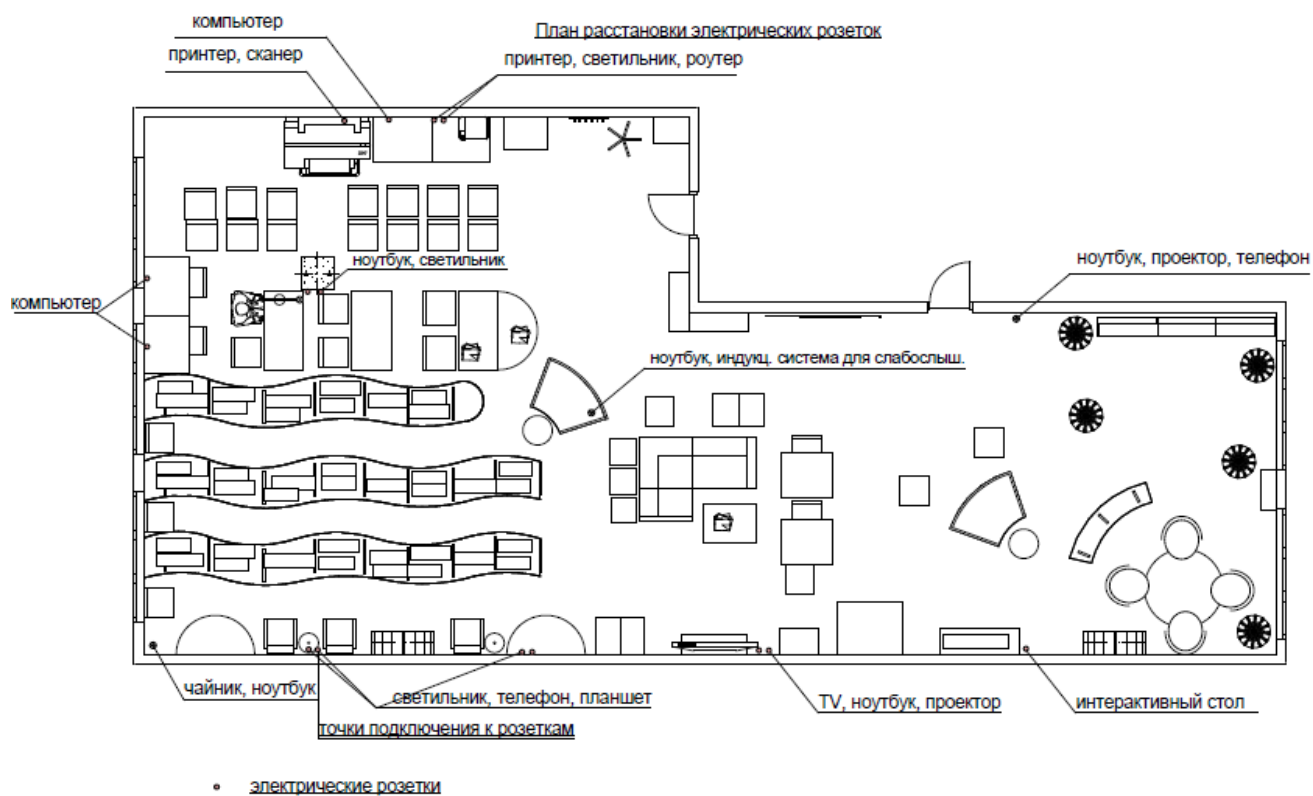 компьютер
План расстановки электрических розеток
принтер, сканер
принтер, светильник, роутер
ноутбук, светильник
ноутбук, проектор, телефон
компьютер
ноутбук, индукц. система для слабослыш.
чайник, ноутбук
светильник, телефон, планшет
TV, ноутбук, проектор
интерактивный стол
точки подключения к розеткам
электрические розетки